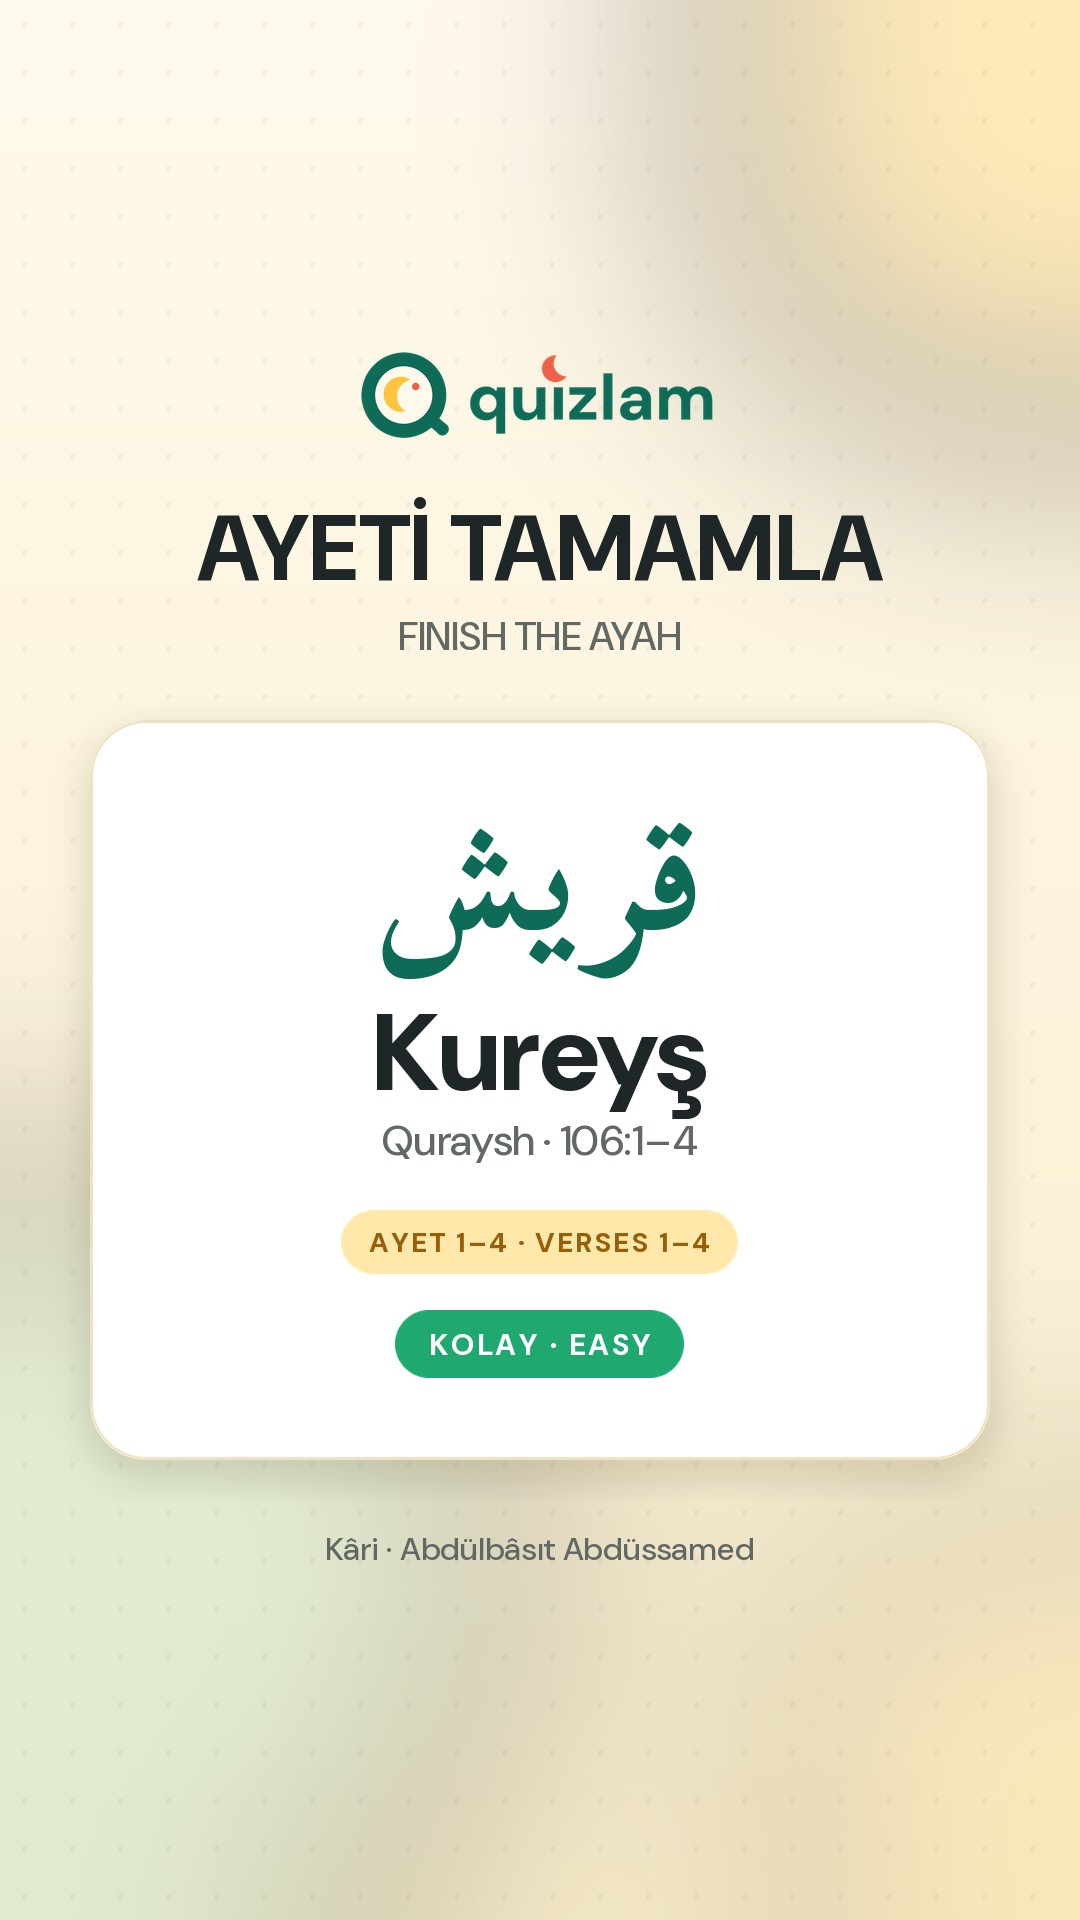 quizlam
AYETİ TAMAMLA
FINISH THE AYAH
قريش
Kureyş
Quraysh · 106:1–4
AYET 1–4 · VERSES 1–4
KOLAY · EASY
Kâri · Abdülbâsıt Abdüssamed